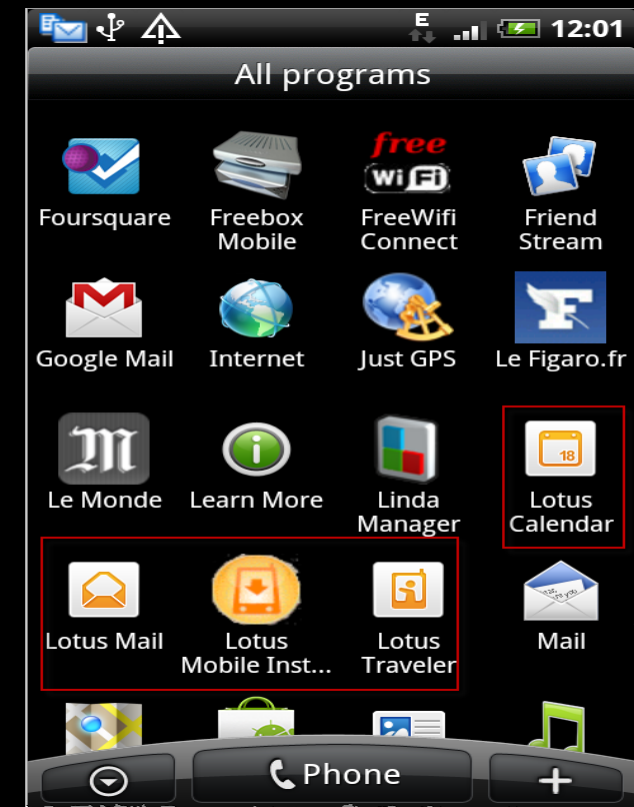 E
12:01
All programs
free
WiFi
Foursquare
Freebox
Mobile
FreeWifi
Connect
Friend
Stream
F
Google Mail
Internet
Just GPS
Le Figaro.fr
M
i
18
Le Monde
Learn More
Linda
Manager
Lotus
Calendar
Lotus Mail
Lotus
Mobile Inst...
Lotus
Traveler
Mail
Phone